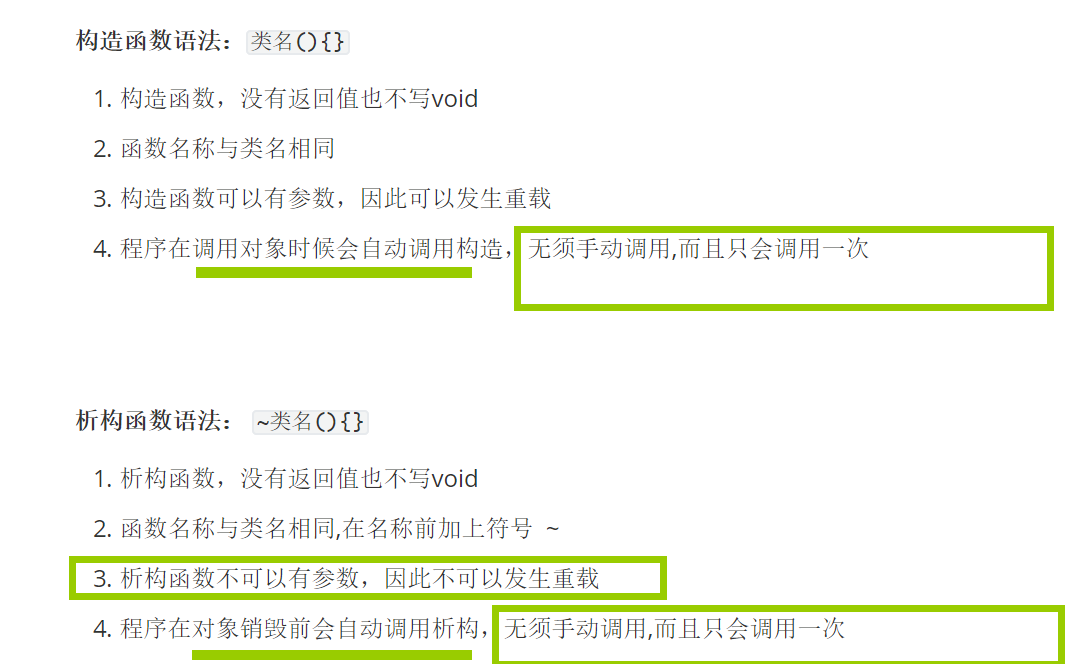 构造函数语法：类名(){}
1. 构造函数，没有返回值也不写void
2. 函数名称与类名相同
3. 构造函数可以有参数，因此可以发生重载
4. 程序在调用对象时候会自动调用构造，无须手动调用,而且只会调用一次
析构函数语法： ~类名(){}
1. 析构函数，没有返回值也不写void
2. 函数名称与类名相同,在名称前加上符号 ~
3. 析构函数不可以有参数，因此不可以发生重载
4. 程序在对象销毁前会自动调用析构，无须手动调用,而且只会调用一次